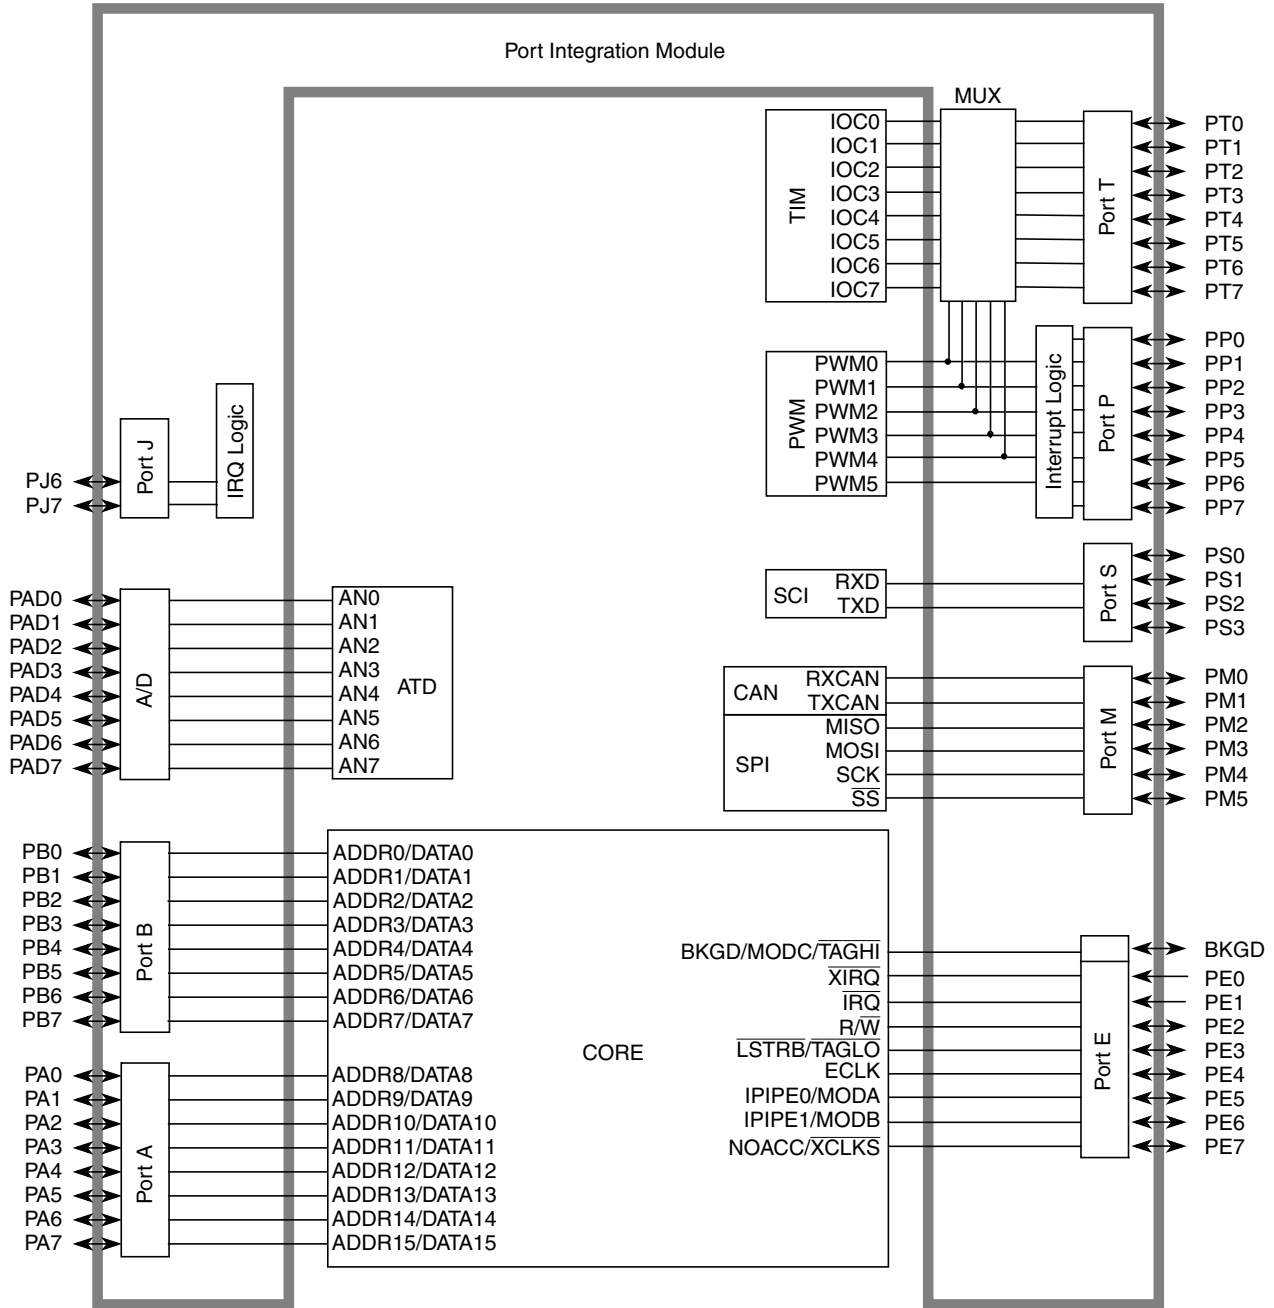 Port Integration Module
MUX
TIM
IOC0
IOC1
IOC2
IOC3
IOC4
IOC5
IOC6
IOC7
Port T
PT0
PT1
PT2
PT3
PT4
PT5
PT6
PT7
PWM
PWM0
PWM1
PWM2
PWM3
PWM4
PWM5
Interrupt Logic
Port P
PP0
PP1
PP2
PP3
PP4
PP5
PP6
PP7
PJ6
PJ7
Port J
IRQ Logic
SCI
RXD
TXD
Port S
PS0
PS1
PS2
PS3
PAD0
PAD1
PAD2
PAD3
PAD4
PAD5
PAD6
PAD7
A/D
AN0
AN1
AN2
AN3
AN4
AN5
AN6
AN7
ATD
CAN
RXCAN
TXCAN
SPI
MISO
MOSI
SCK
SS
Port M
PM0
PM1
PM2
PM3
PM4
PM5
PB0
PB1
PB2
PB3
PB4
PB5
PB6
PB7
Port B
ADDR0/DATA0
ADDR1/DATA1
ADDR2/DATA2
ADDR3/DATA3
ADDR4/DATA4
ADDR5/DATA5
ADDR6/DATA6
ADDR7/DATA7
PA0
PA1
PA2
PA3
PA4
PA5
PA6
PA7
Port A
ADDR8/DATA8
ADDR9/DATA9
ADDR10/DATA10
ADDR11/DATA11
ADDR12/DATA12
ADDR13/DATA13
ADDR14/DATA14
ADDR15/DATA15
CORE
BKGD/MODC/TAGHI
XIRQ
IRQ
R/W
LSTRB/TAGLO
ECLK
IPIPE0/MODA
IPIPE1/MODB
NOACC/XCLKS
Port E
BKGD
PE0
PE1
PE2
PE3
PE4
PE5
PE6
PE7